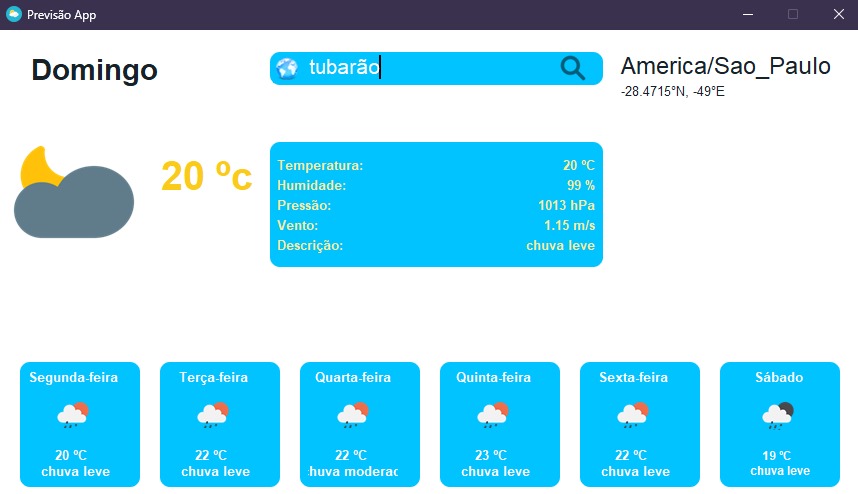 Previsão App
Domingo
tubarão
America/Sao_Paulo
-28.4715°N, -49°E
20 ºc
Temperatura: 20 ºC
Humidade: 99 %
Pressão: 1013 hPa
Vento: 1.15 m/s
Descrição: chuva leve
Segunda-feira
20 ºC
chuva leve
Terça-feira
22 ºC
chuva leve
Quarta-feira
22 ºC
huva moderac
Quinta-feira
23 ºC
chuva leve
Sexta-feira
22 ºC
chuva leve
Sábado
19 ºC
chuva leve